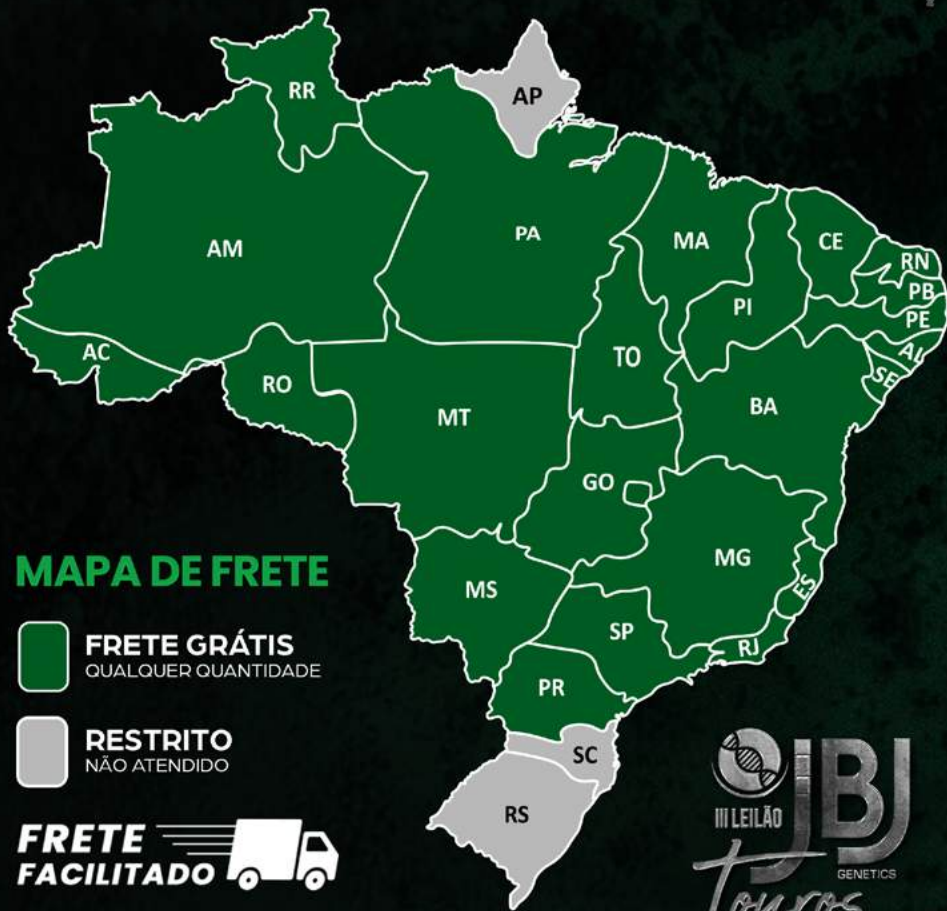 RR
AP
AM
PA
MA
CE
RN
PB
PE
AL
SE
PI
AC
RO
TO
MT
BA
GO
MG
ES
MS
SP
RJ
PR
SC
RS
MAPA DE FRETE
FRETE GRÁTIS
QUALQUER QUANTIDADE
RESTRITO
NÃO ATENDIDO
FRETE
FACILITADO
III LEILÃO
JBJ
GENETICS
Touros